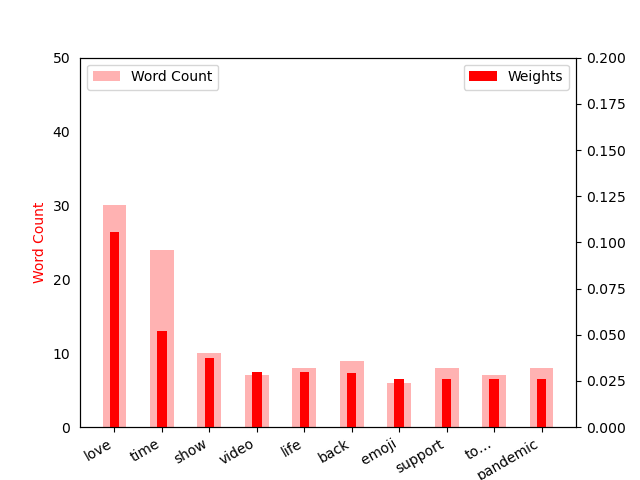 Word Count
Weights
50
40
30
20
10
0
Word Count
0.200
0.175
0.150
0.125
0.100
0.075
0.050
0.025
0.000
love
time
show
video
life
back
emoji
support
to...
pandemic